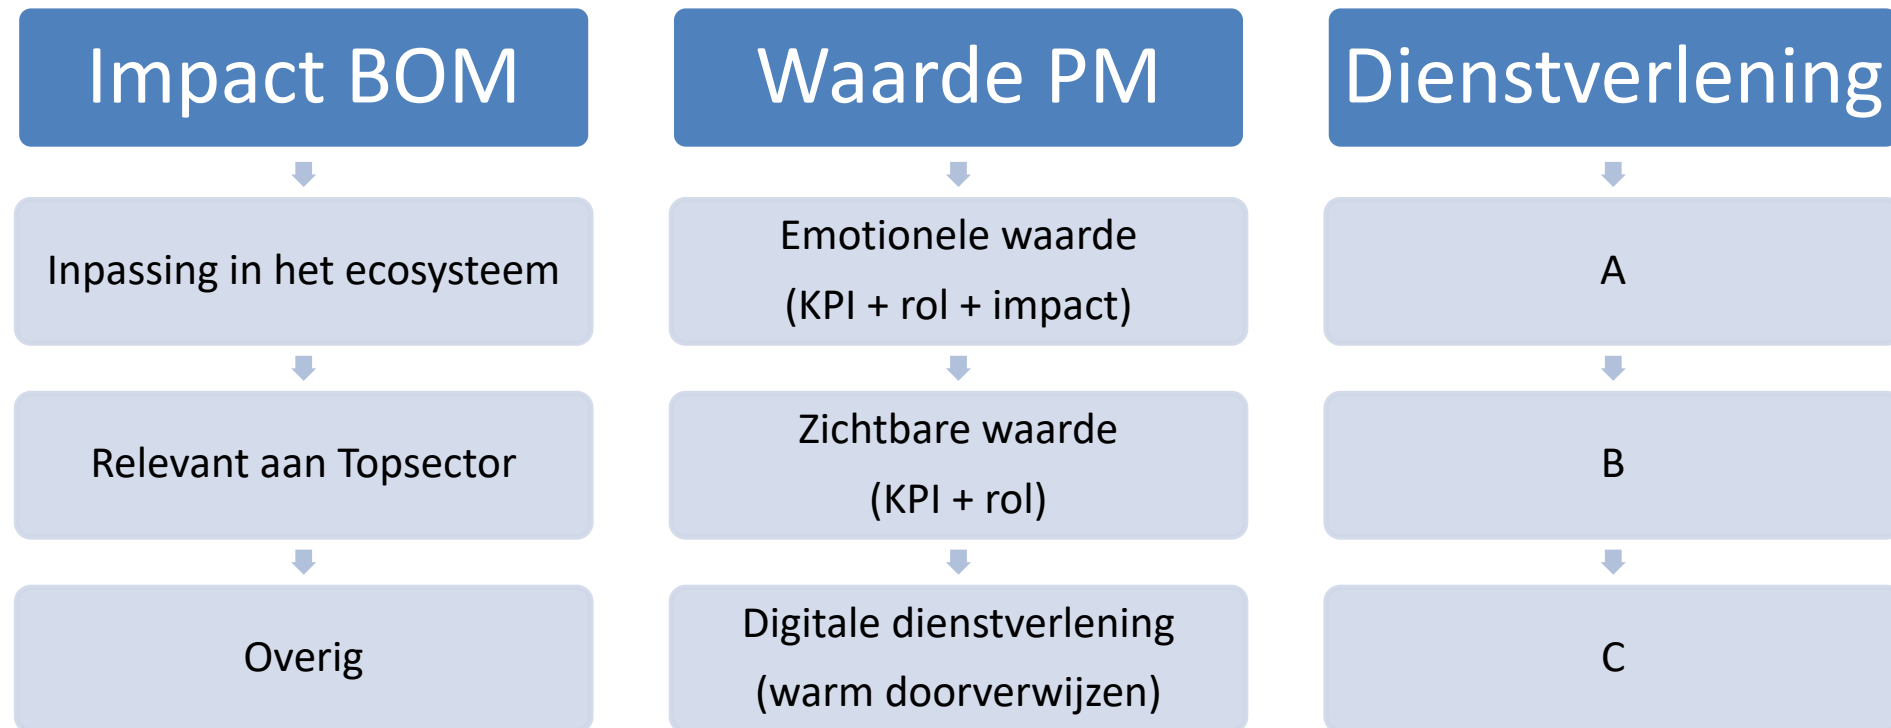 Impact BOM
Inpassing in het ecosysteem
Relevant aan Topsector
Overig
Waarde PM
Emotionele waarde
(KPI + rol + impact)
Zichtbare waarde
(KPI + rol)
Digitale dienstverlening
(warm doorverwijzen)
Dienstverlening
A
B
C